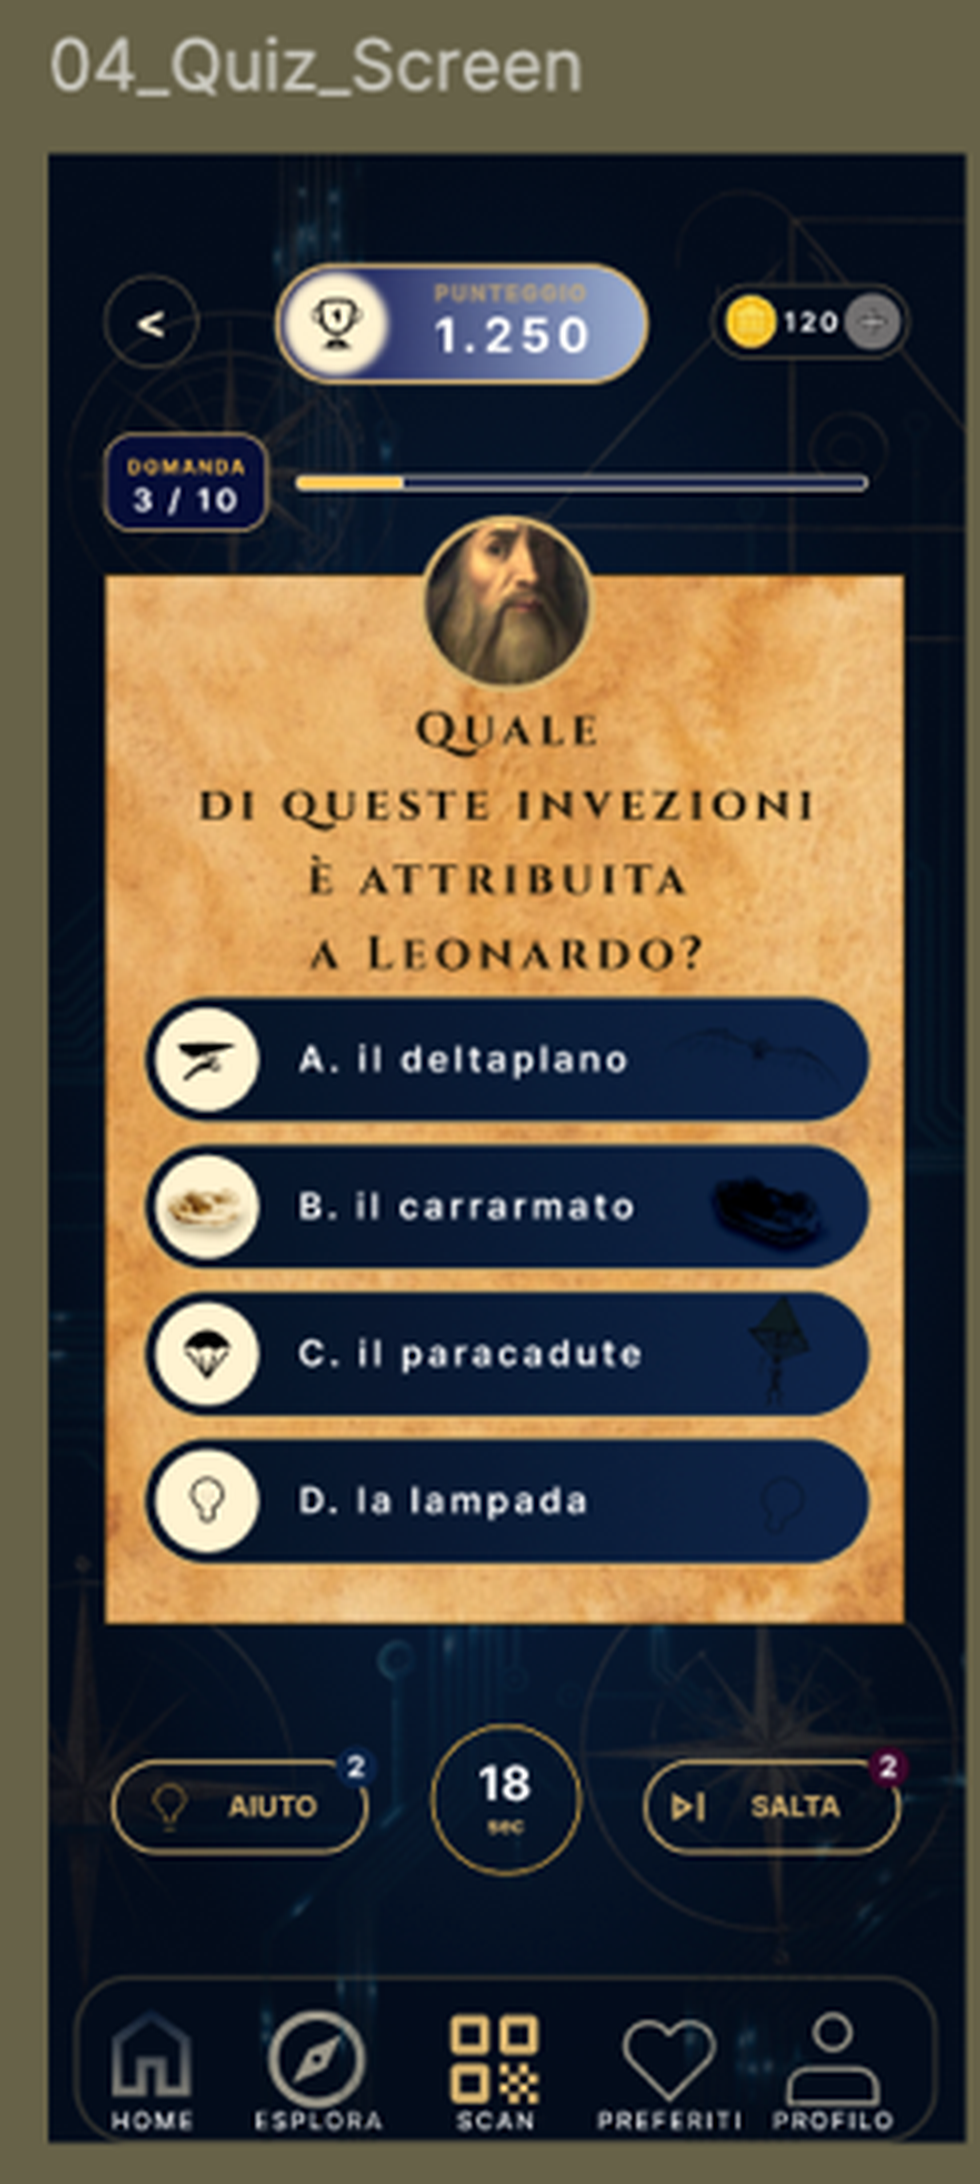 04_Quiz_Screen
<
PUNTEGGIO
1.250
120
DOMANDA
3 / 10
QUALE
DI QUESTE INVEZIONI
È ATTRIBUITA
A LEONARDO?
A. il deltaplano
B. il carrarmato
C. il paracadute
D. la lampada
2
AIUTO
18
sec
2
SALTA
HOME
ESPLORA
SCAN
PREFERITI
PROFILO